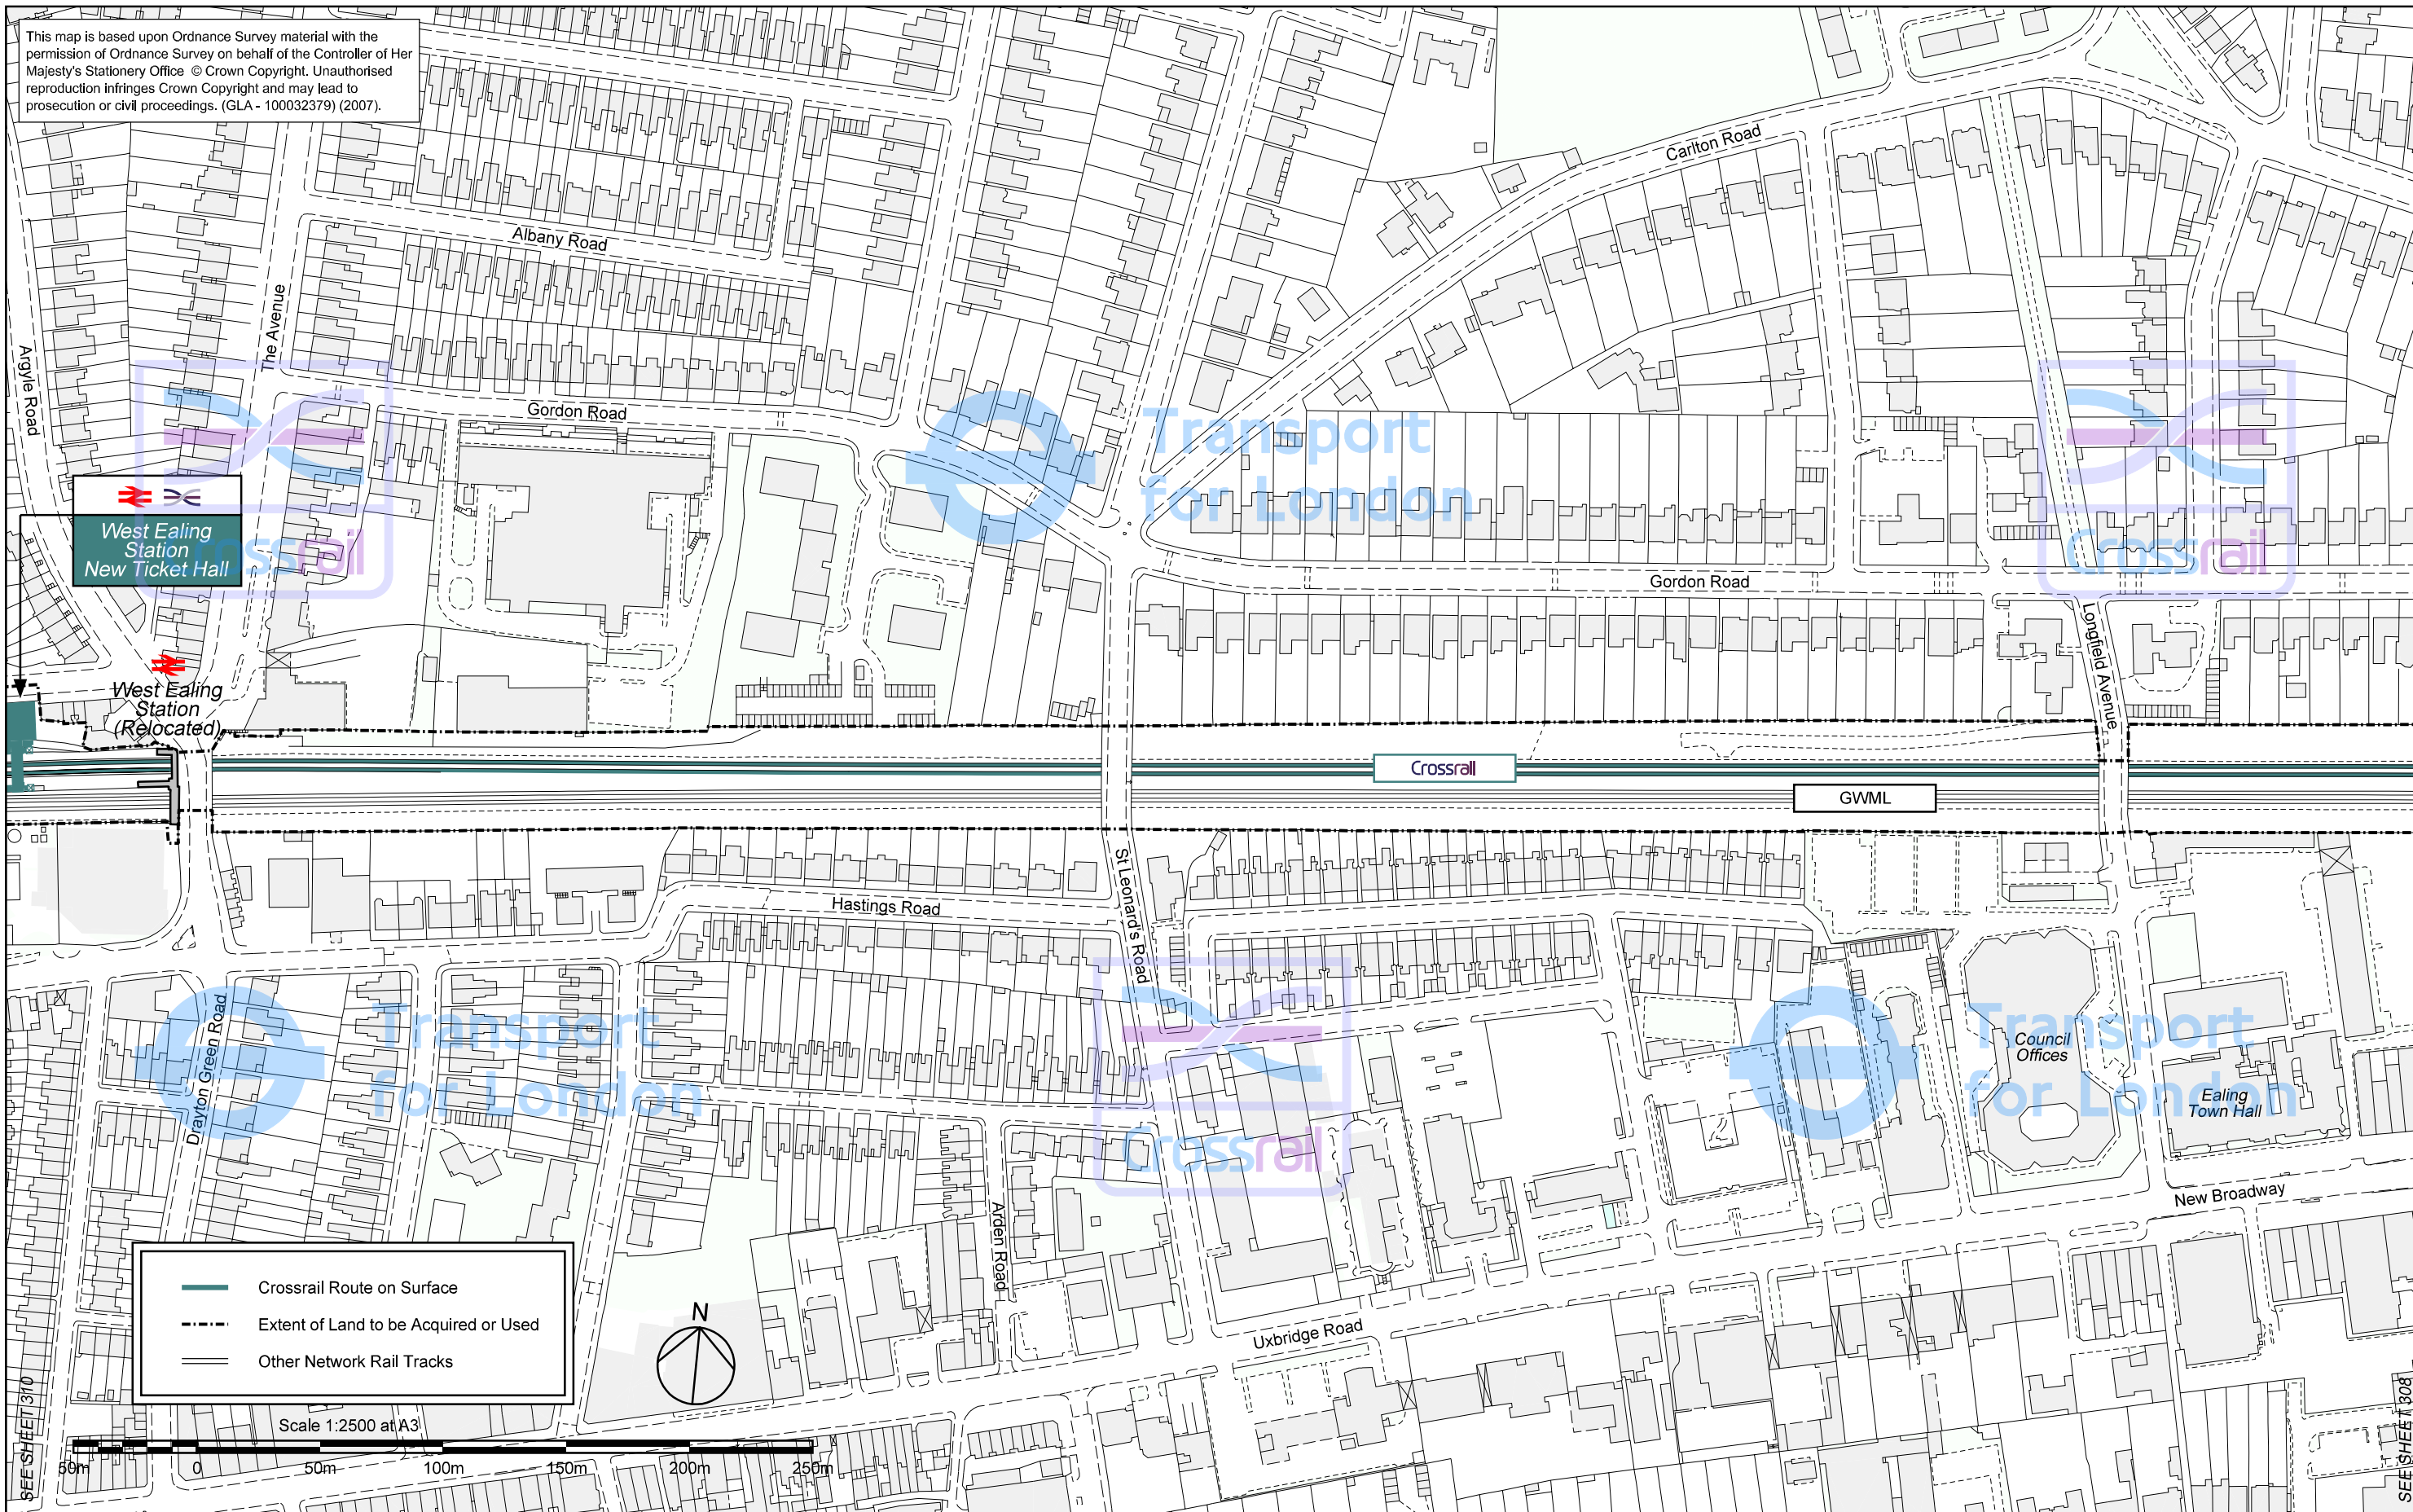 This map is based upon Ordnance Survey material with the
permission of Ordnance Survey on behalf of the Controller of Her
Majesty's Stationery Office © Crown Copyright. Unauthorised
reproduction infringes Crown Copyright and may lead to
prosecution or civil proceedings. (GLA - 100032379) (2007).
Carlton Road
Albany Road
The Avenue
Argyle Road
Gordon Road
Transport
for London
West Ealing
Station
New Ticket Hall
Crossrail
Crossrail
Gordon Road
Longfield Avenue
West Ealing
Station
(Relocated)
Crossrail
GWML
St Leonard's Road
Hastings Road
Drayton Green Road
Transport
for London
Crossrail
Transport
for London
Council
Offices
Ealing
Town Hall
New Broadway
Arden Road
Uxbridge Road
Crossrail Route on Surface
Extent of Land to be Acquired or Used
Other Network Rail Tracks
N
Scale 1:2500 at A3
50m 0 50m 100m 150m 200m 250m
SEE SHEET 310
SEE SHEET 308